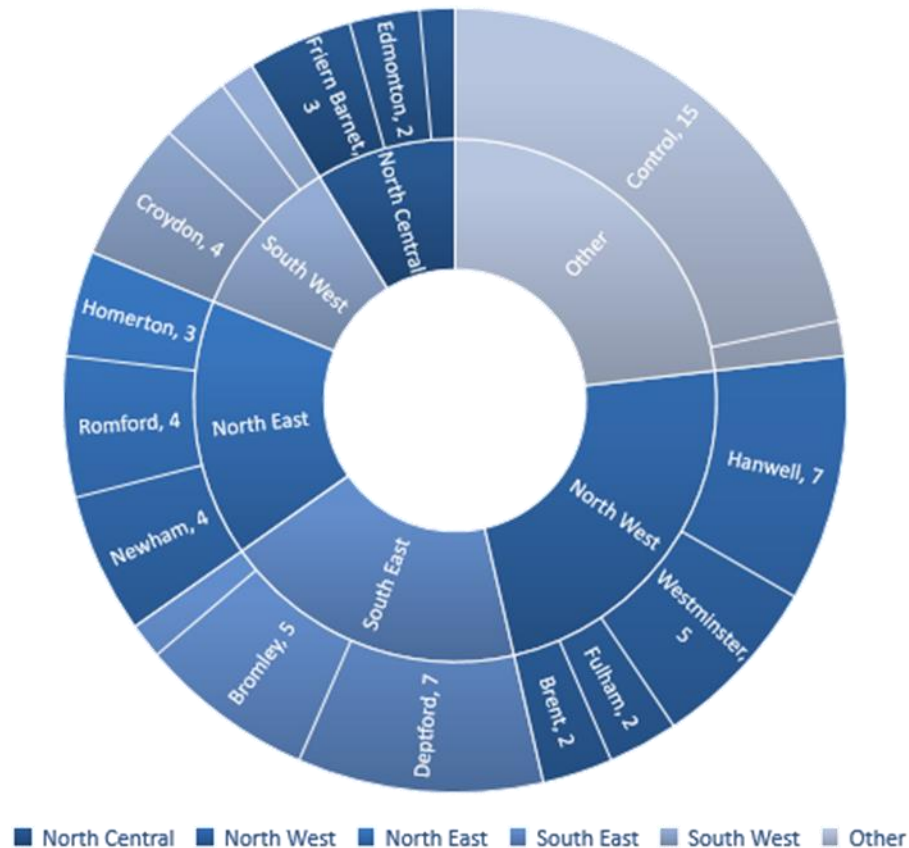 Control, 15
Other
Hanwell, 7
North West
Westminster,
5
Fulham, 2
Brent, 2
South East
Deptford, 7
Bromley, 5
North East
Newham, 4
Romford, 4
Homerton, 3
South West
Croydon, 4
North Central
Friern Barnet,
3
Edmonton, 2
North Central North West North East South East South West Other